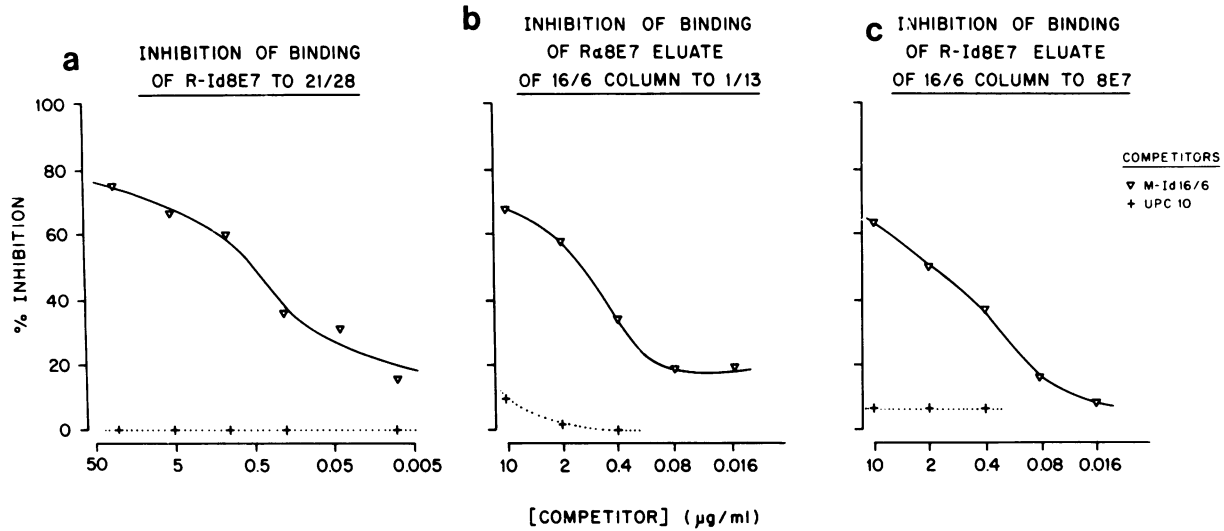 a
INHIBITION OF BINDING
OF R-Id8E7 TO 21/28
b
INHIBITION OF BINDING
OF Rα8E7 ELUATE
OF 16/6 COLUMN TO 1/13
c
INHIBITION OF BINDING
OF R-Id8E7 ELUATE
OF 16/6 COLUMN TO 8E7
% INHIBITION
100
80
60
40
20
0
50 5 0.5 0.05 0.005
10 2 0.4 0.08 0.016
10 2 0.4 0.08 0.016
[COMPETITOR] (µg/ml)
COMPETITORS
▽ M-Id16/6
+ UPC 10